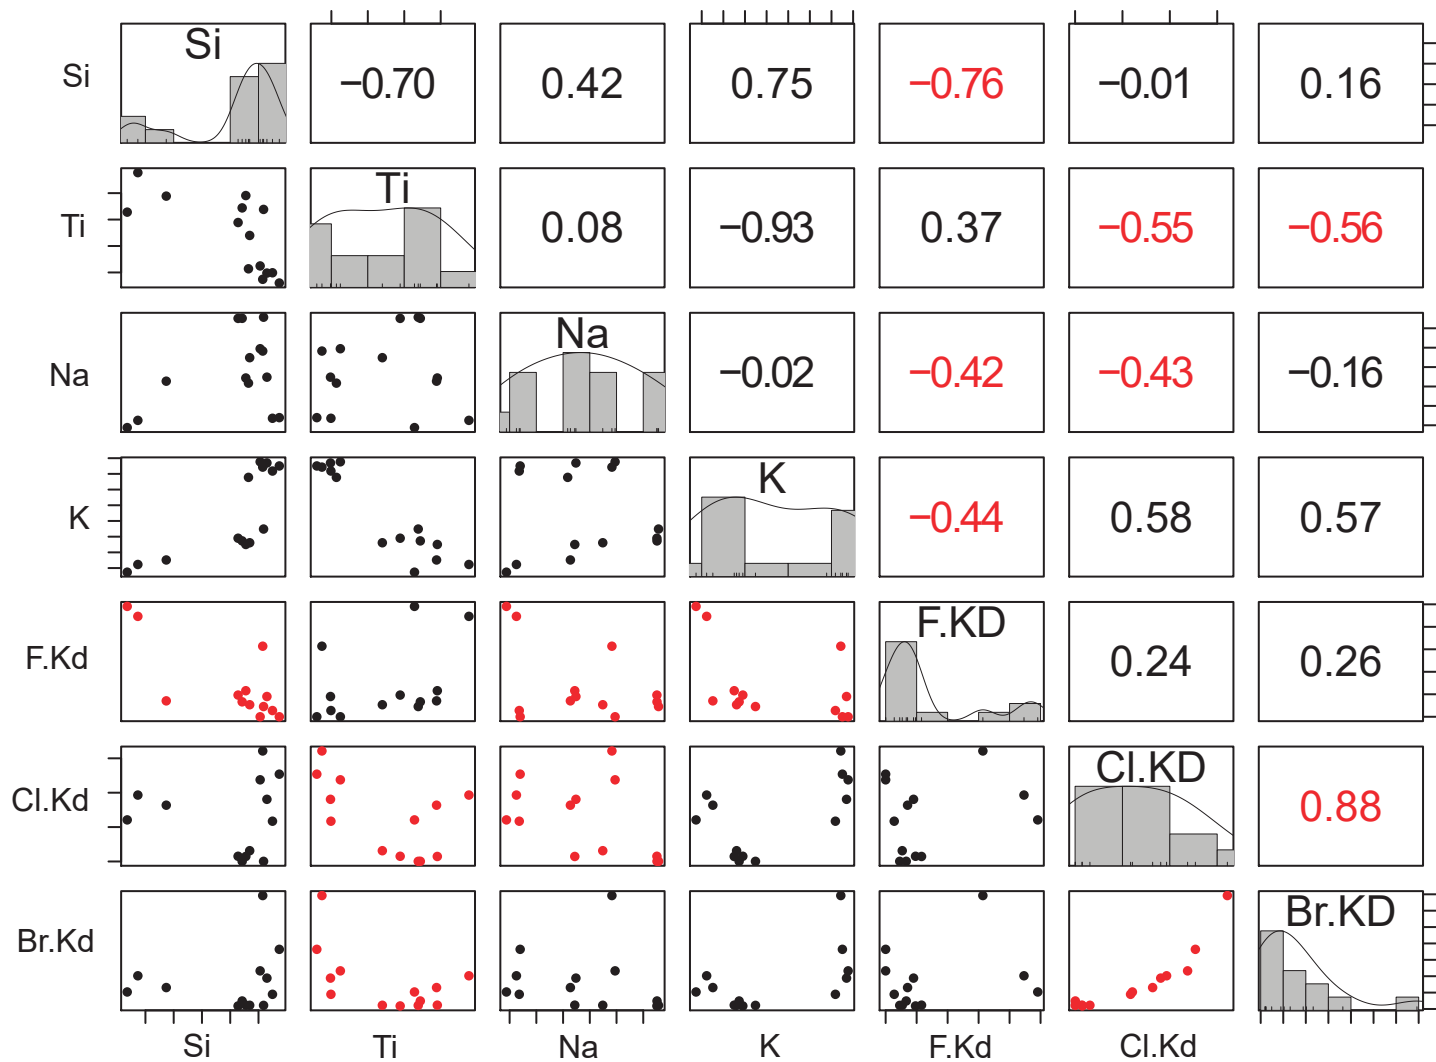 Si
Si
−0.70
0.42
0.75
−0.76
−0.01
0.16
Ti
Ti
0.08
−0.93
0.37
−0.55
−0.56
Na
Na
−0.02
−0.42
−0.43
−0.16
K
K
−0.44
0.58
0.57
F.Kd
F.KD
0.24
0.26
Cl.Kd
Cl.KD
0.88
Br.Kd
Br.KD
Si
Ti
Na
K
F.Kd
Cl.Kd